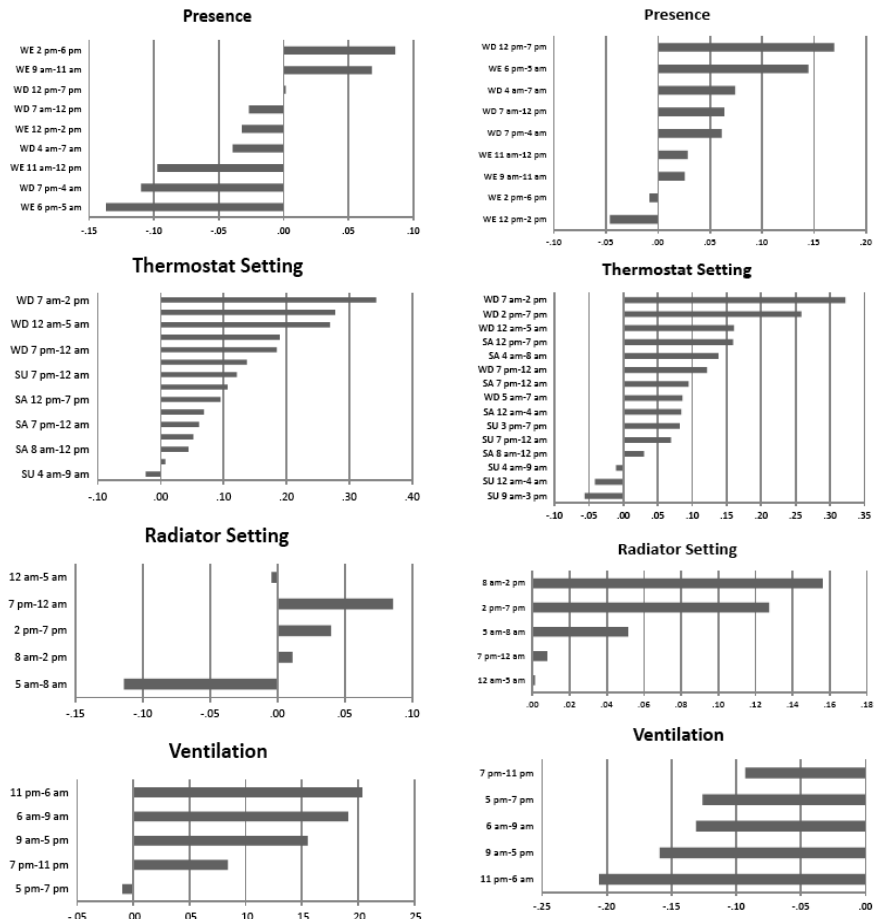 Presence
WE 2 pm-6 pm
WE 9 am-11 am
WD 12 pm-7 pm
WD 7 am-12 pm
WE 12 pm-2 pm
WD 4 am-7 am
WE 11 am-12 pm
WD 7 pm-4 am
WE 6 pm-5 am
-.15 -.10 -.05 .00 .05 .10
Presence
WD 12 pm-7 pm
WE 6 pm-5 am
WD 4 am-7 am
WD 7 am-12 pm
WD 7 pm-4 am
WE 11 am-12 pm
WE 9 am-11 am
WE 2 pm-6 pm
WE 12 pm-2 pm
-.10 -.05 .00 .05 .10 .15 .20
Thermostat Setting
WD 7 am-2 pm
WD 12 am-5 am
WD 7 pm-12 am
SU 7 pm-12 am
SA 12 pm-7 pm
SA 7 pm-12 am
SA 8 am-12 pm
SU 4 am-9 am
-.10 .00 .10 .20 .30 .40
Thermostat Setting
WD 7 am-2 pm
WD 2 pm-7 pm
WD 12 am-5 am
SA 12 pm-7 pm
SA 4 am-8 am
WD 7 pm-12 am
SA 7 pm-12 am
WD 5 am-7 am
SA 12 am-4 am
SU 3 pm-7 pm
SU 7 pm-12 am
SA 8 am-12 pm
SU 4 am-9 am
SU 12 am-4 am
SU 9 am-3 pm
-.10 -.05 .00 .05 .10 .15 .20 .25 .30 .35
Radiator Setting
12 am-5 am
7 pm-12 am
2 pm-7 pm
8 am-2 pm
5 am-8 am
-.15 -.10 -.05 .00 .05 .10
Radiator Setting
8 am-2 pm
2 pm-7 pm
5 am-8 am
7 pm-12 am
12 am-5 am
.00 .02 .04 .06 .08 .10 .12 .14 .16 .18
Ventilation
11 pm-6 am
6 am-9 am
9 am-5 pm
7 pm-11 pm
5 pm-7 pm
-.05 .00 .05 .10 .15 .20 .25
Ventilation
7 pm-11 pm
5 pm-7 pm
6 am-9 am
9 am-5 pm
11 pm-6 am
-.25 -.20 -.15 -.10 -.05 .00